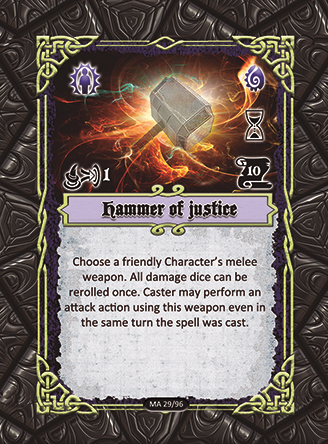 1
10
Hammer of justice
Choose a friendly Character's melee
weapon. All damage dice can be
rerolled once. Caster may perform an
attack action using this weapon even in
the same turn the spell was cast.
MA 29/96